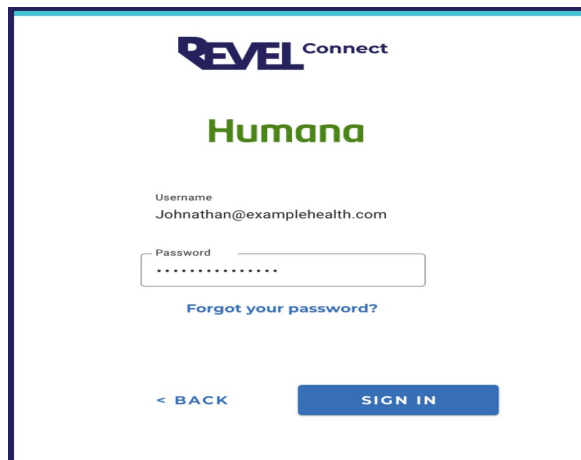 REVEL Connect
Humana
Username
Johnathan@examplehealth.com
Password
•••••••••••••••
Forgot your password?
< BACK SIGN IN